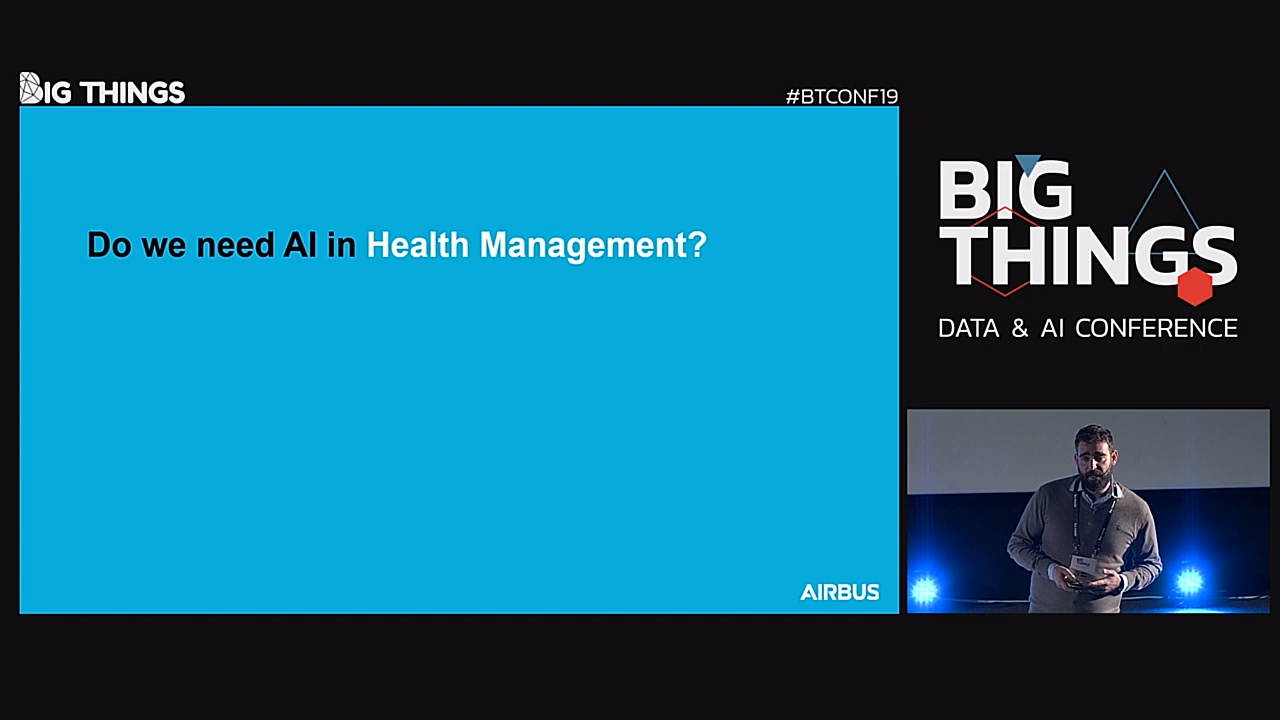 BIG THINGS
#BTCONF19
Do we need AI in Health Management?
AIRBUS
BIG
THINGS
DATA & AI CONFERENCE